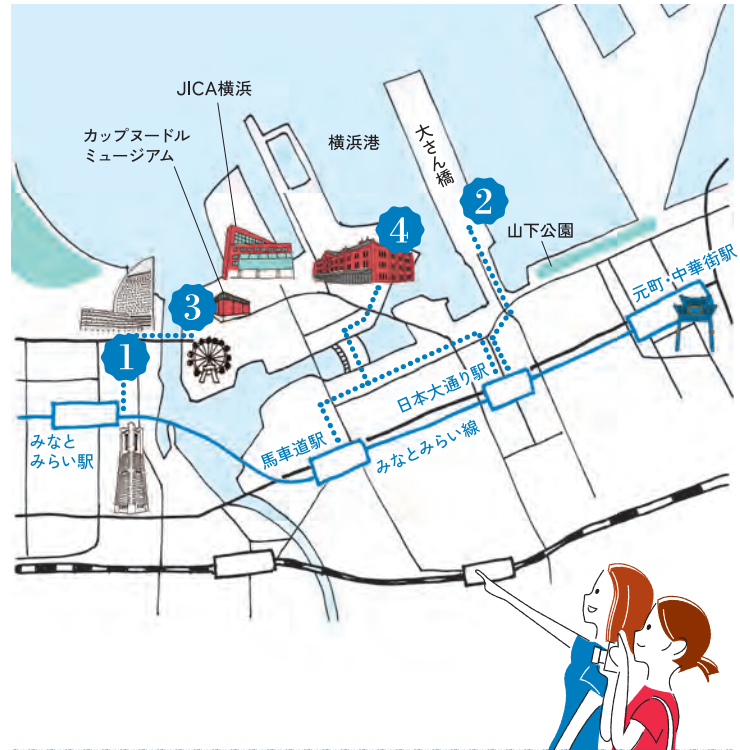 JICA横浜
カップヌードル
ミュージアム
横浜港
大さん橋
2
4
山下公園
元町・中華街駅
3
1
日本大通り駅
みなと
みらい駅
馬車道駅
みなとみらい線